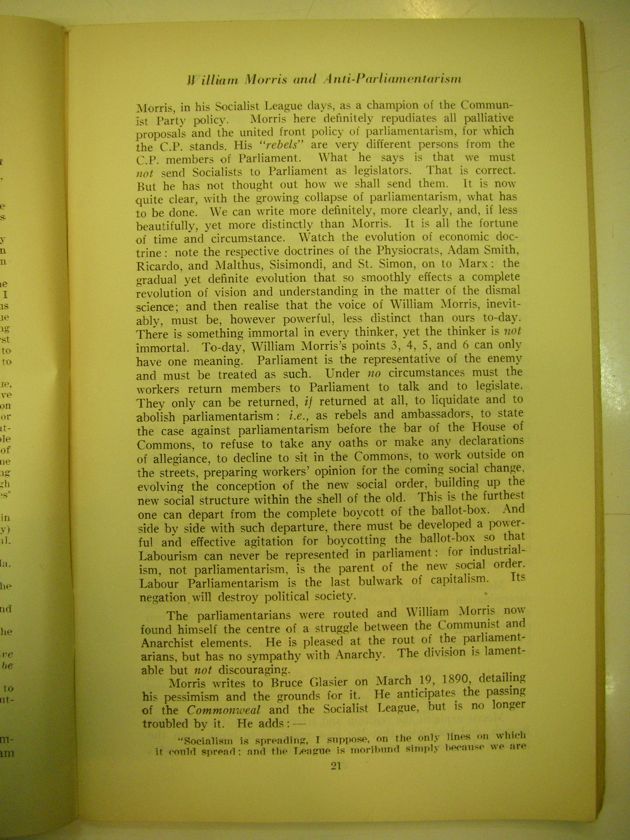 William Morris and Anti-Parliamentarism
Morris, in his Socialist League days, as a champion of the Commun-
ist Party policy. Morris here definitely repudiates all palliative
proposals and the united front policy of parliamentarism, for which
the C.P. stands. His "rebels" are very different persons from the
C.P. members of Parliament. What he says is that we must
not send Socialists to Parliament as legislators. That is correct.
But he has not thought out how we shall send them. It is now
quite clear, with the growing collapse of parliamentarism, what has
to be done. We can write more definitely, more clearly, and, if less
beautifully, yet more distinctly than Morris. It is all the fortune
of time and circumstance. Watch the evolution of economic doc-
trine: note the respective doctrines of the Physiocrats, Adam Smith,
Ricardo, and Malthus, Sisimondi, and St. Simon, on to Marx: the
gradual yet definite evolution that so smoothly effects a complete
revolution of vision and understanding in the matter of the dismal
science; and then realise that the voice of William Morris, inevit-
ably, must be, however powerful, less distinct than ours to-day.
There is something immortal in every thinker, yet the thinker is not
immortal. To-day, William Morris's points 3, 4, 5, and 6 can only
have one meaning. Parliament is the representative of the enemy
and must be treated as such. Under no circumstances must the
workers return members to Parliament to talk and to legislate.
They only can be returned, if returned at all, to liquidate and to
abolish parliamentarism: i.e., as rebels and ambassadors, to state
the case against parliamentarism before the bar of the House of
Commons, to refuse to take any oaths or make any declarations
of allegiance, to decline to sit in the Commons, to work outside on
the streets, preparing workers' opinion for the coming social change,
evolving the conception of the new social order, building up the
new social structure within the shell of the old. This is the furthest
one can depart from the complete boycott of the ballot-box. And
side by side with such departure, there must be developed a power-
ful and effective agitation for boycotting the ballot-box so that
Labourism can never be represented in parliament: for industrial-
ism, not parliamentarism, is the parent of the new social order.
Labour Parliamentarism is the last bulwark of capitalism. Its
negation will destroy political society.
The parliamentarians were routed and William Morris now
found himself the centre of a struggle between the Communist and
Anarchist elements. He is pleased at the rout of the parliament-
arians, but has no sympathy with Anarchy. The division is lament-
able but not discouraging.
Morris writes to Bruce Glasier on March 19, 1890, detailing
his pessimism and the grounds for it. He anticipates the passing
of the Commonweal and the Socialist League, but is no longer
troubled by it. He adds:—
"Socialism is spreading, I suppose, on the only lines on which
it could spread; and the League is moribund simply because we are
21